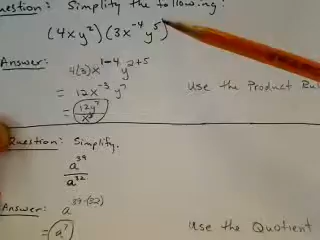 Question: Simplify the following:
(4xy²)(3x⁻⁴y⁵)
Answer: 4(3)x¹⁻⁴y²⁺⁵
= 12x⁻³y⁷ Use the Product Ru
= 12y⁷/x³
Question: Simplify.
a³⁹/a³²
Answer: a³⁹⁻⁽³²⁾
= a⁷ Use the Quotient